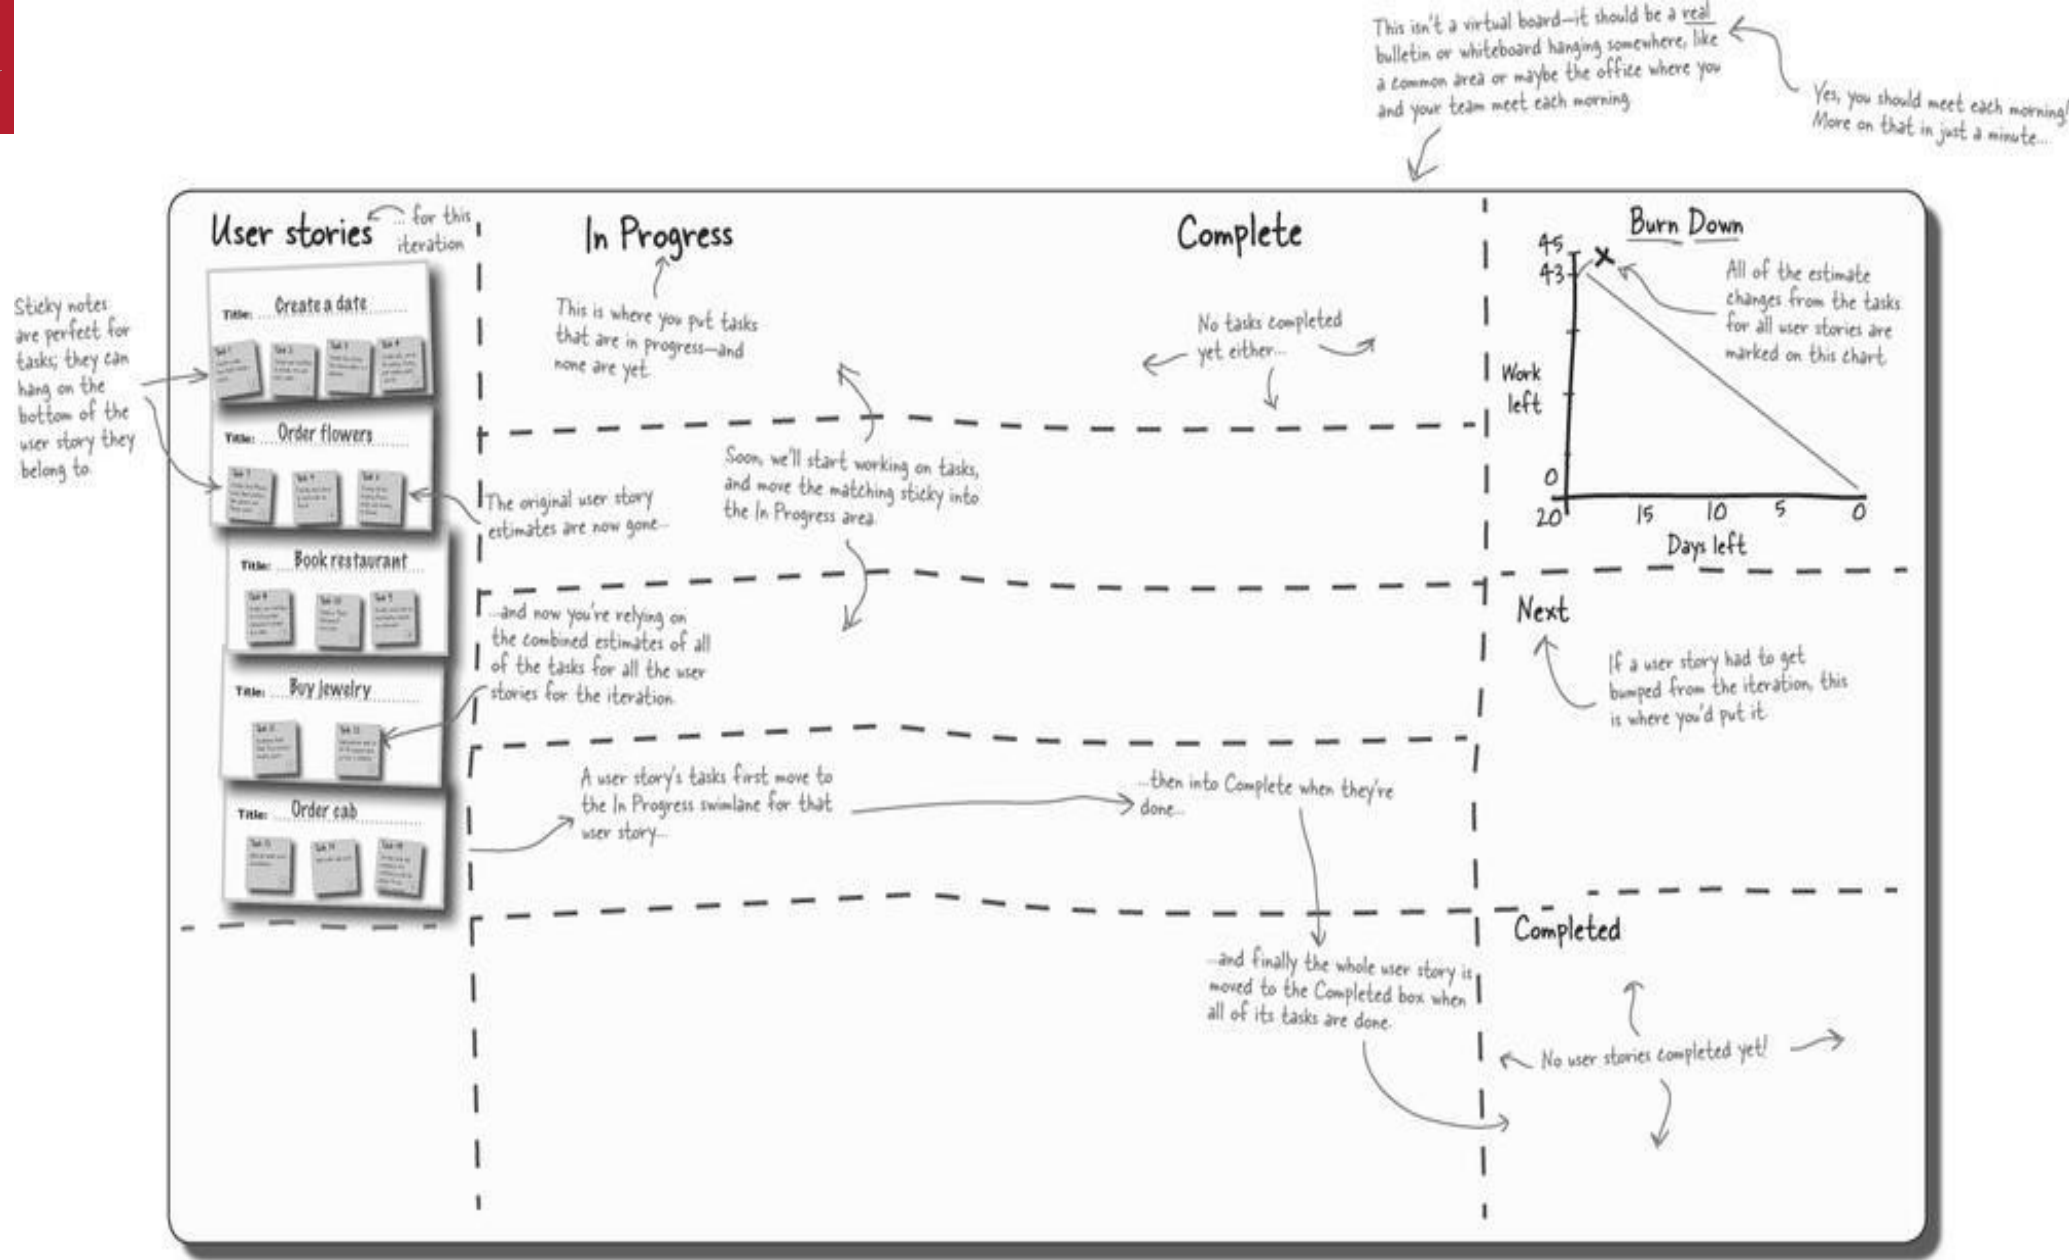 This isn't a virtual board—it should be a real
bulletin or whiteboard hanging somewhere, like
a common area or maybe the office where you
and your team meet each morning.
Yes, you should meet each morning!
More on that in just a minute...
User stories
... for this
iteration
In Progress
Complete
Burn Down
Sticky notes
are perfect for
tasks; they can
hang on the
bottom of the
user story they
belong to.
Title: Create a date
Title: Order flowers
Title: Book restaurant
Title: Buy jewelry
Title: Order cab
This is where you put tasks
that are in progress—and
none are yet.
No tasks completed
yet either...
45
43
Work
left
0
20
15
10
5
0
Days left
All of the estimate
changes from the tasks
for all user stories are
marked on this chart.
The original user story
estimates are now gone...
Soon, we'll start working on tasks,
and move the matching sticky into
the In Progress area.
...and now you're relying on
the combined estimates of all
of the tasks for all the user
stories for the iteration.
Next
If a user story had to get
bumped from the iteration, this
is where you'd put it.
A user story's tasks first move to
the In Progress swimlane for that
user story...
...then into Complete when they're
done...
...and finally the whole user story is
moved to the Completed box when
all of its tasks are done.
Completed
No user stories completed yet!